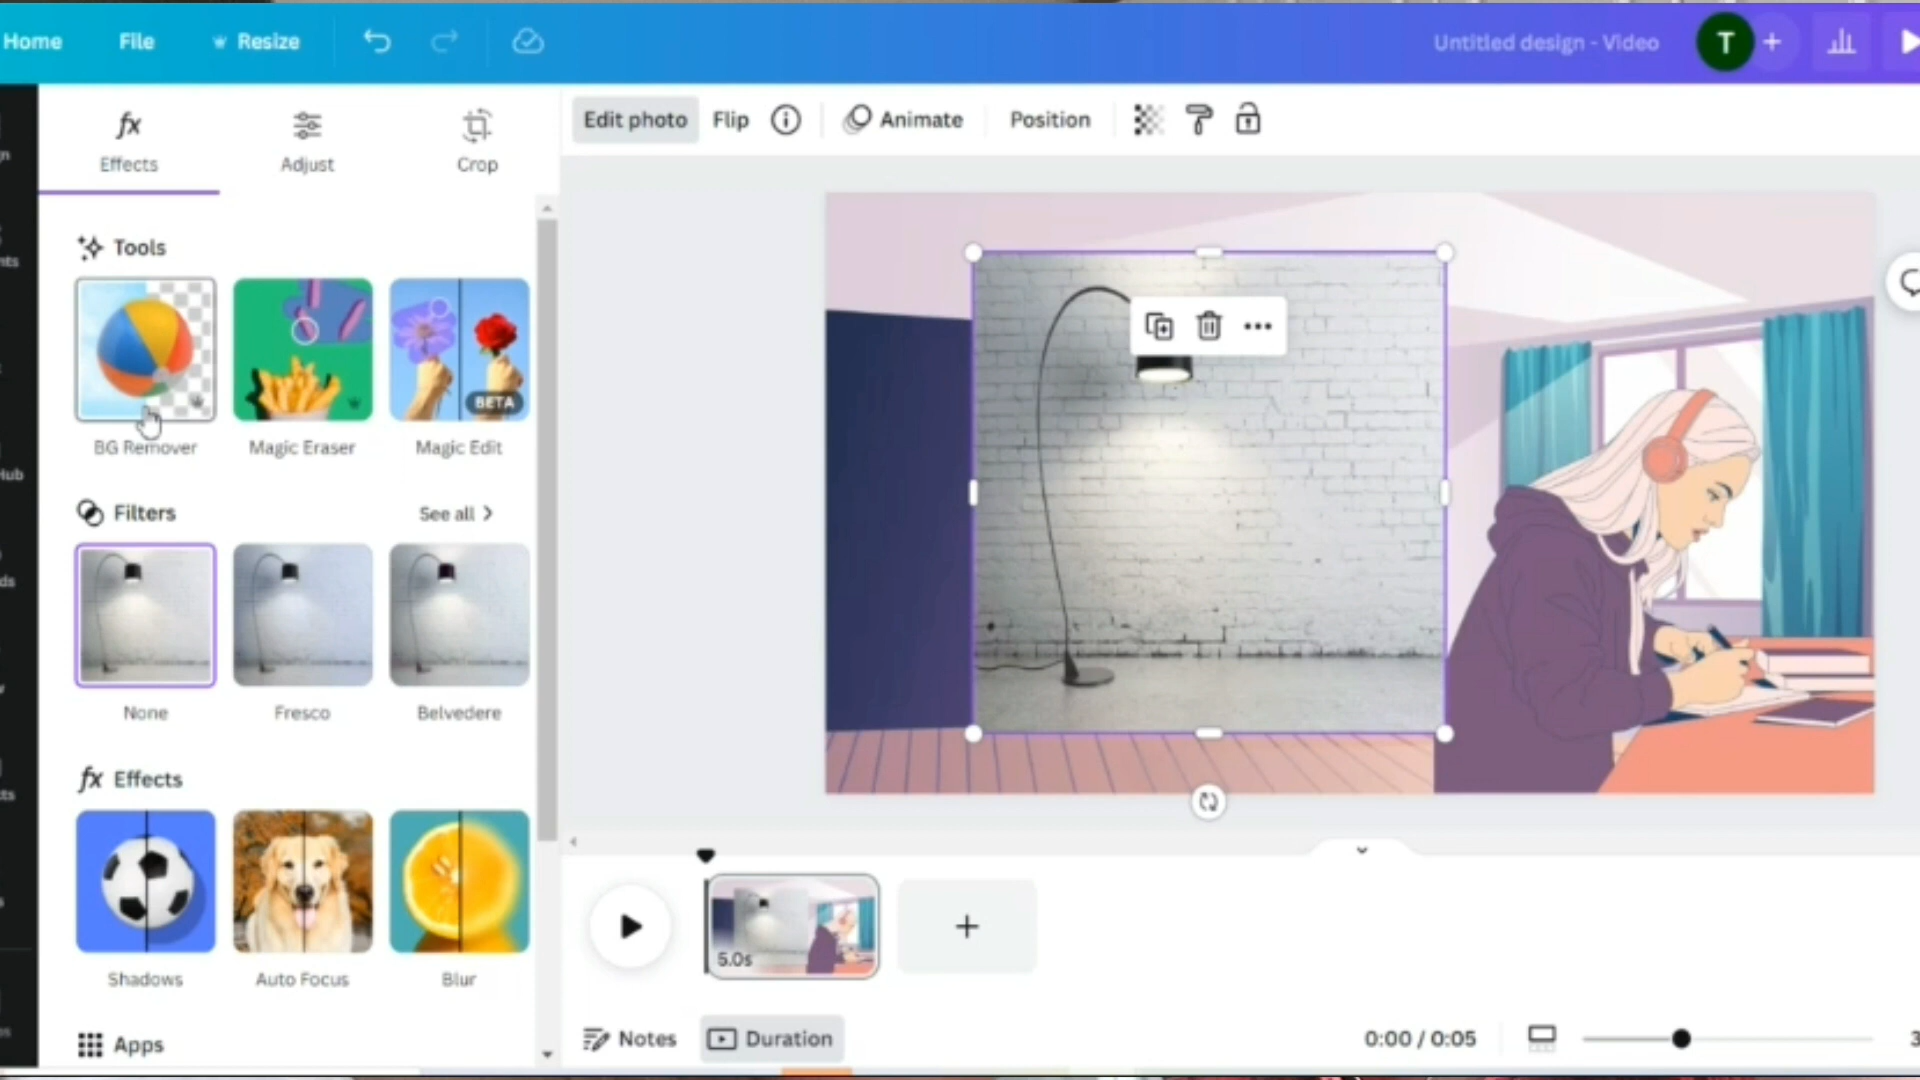 Home File Resize Untitled design - Video T
Edit photo Flip Animate Position
Effects Adjust Crop
Tools
BETA
BG Remover Magic Eraser Magic Edit
Filters See all
None Fresco Belvedere
fx Effects
Shadows Auto Focus Blur
Apps
5.0s
Notes Duration 0:00 / 0:05